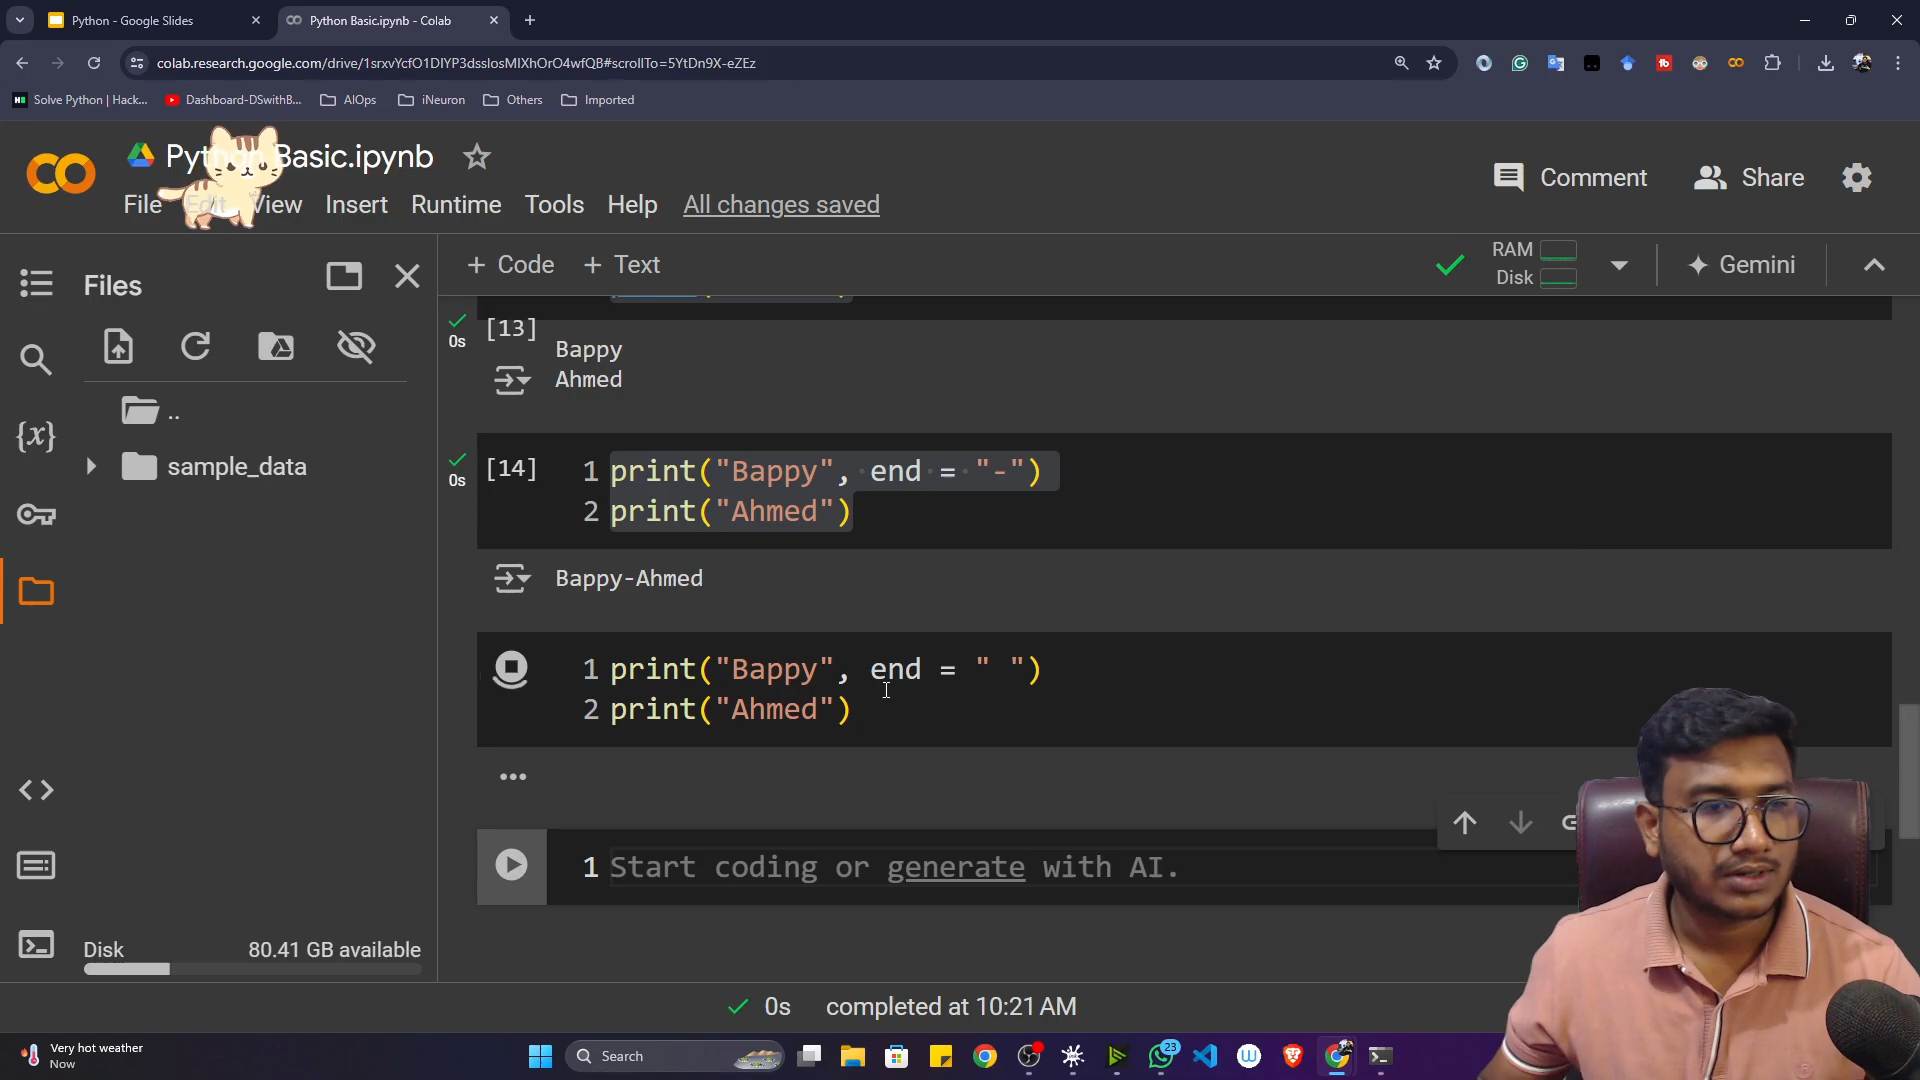 Python - Google Slides
Python Basic.ipynb - Colab
colab.research.google.com/drive/1srxvYcfO1DIYP3dsslosMIXhOrO4wfQB#scrollTo=5YtDn9X-eZEz
Solve Python | Hack...
Dashboard-DSwithB...
AIOps
iNeuron
Others
Imported
Python Basic.ipynb
File Edit View Insert Runtime Tools Help All changes saved
Comment
Share
Files
+ Code
+ Text
RAM
Disk
Gemini
..
sample_data
Disk 80.41 GB available
0s
[13]
Bappy
Ahmed
0s
[14]
1 print("Bappy", end = "-")
2 print("Ahmed")
Bappy-Ahmed
1 print("Bappy", end = " ")
2 print("Ahmed")
1 Start coding or generate with AI.
0s completed at 10:21 AM
Very hot weather
Now
Search
23